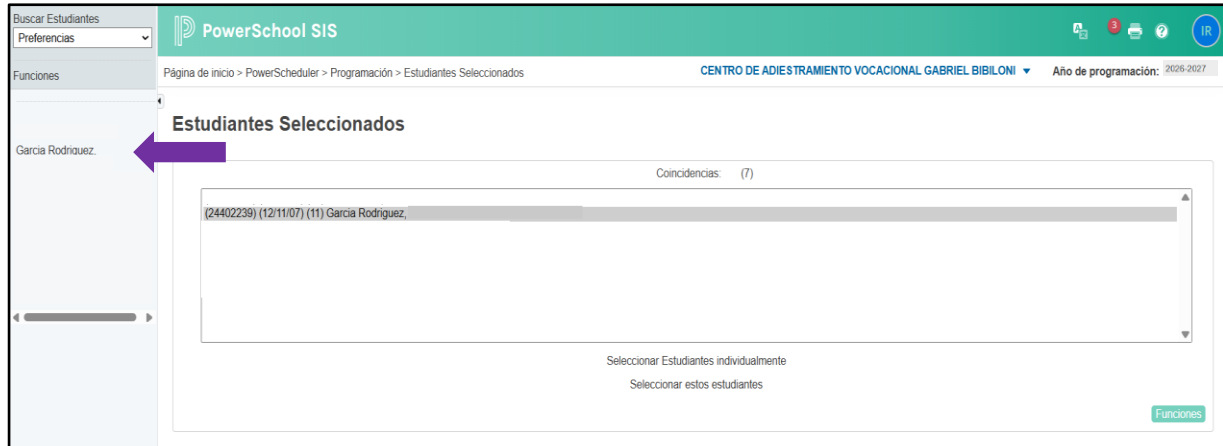 Buscar Estudiantes
Preferencias
PowerSchool SIS
3
IR
Funciones
Página de inicio > PowerScheduler > Programación > Estudiantes Seleccionados
CENTRO DE ADIESTRAMIENTO VOCACIONAL GABRIEL BIBILONI
Año de programación: 2026-2027
Estudiantes Seleccionados
Garcia Rodriguez,
Coincidencias: (7)
(24402239) (12/11/07) (11) Garcia Rodriguez,
Seleccionar Estudiantes individualmente
Seleccionar estos estudiantes
Funciones